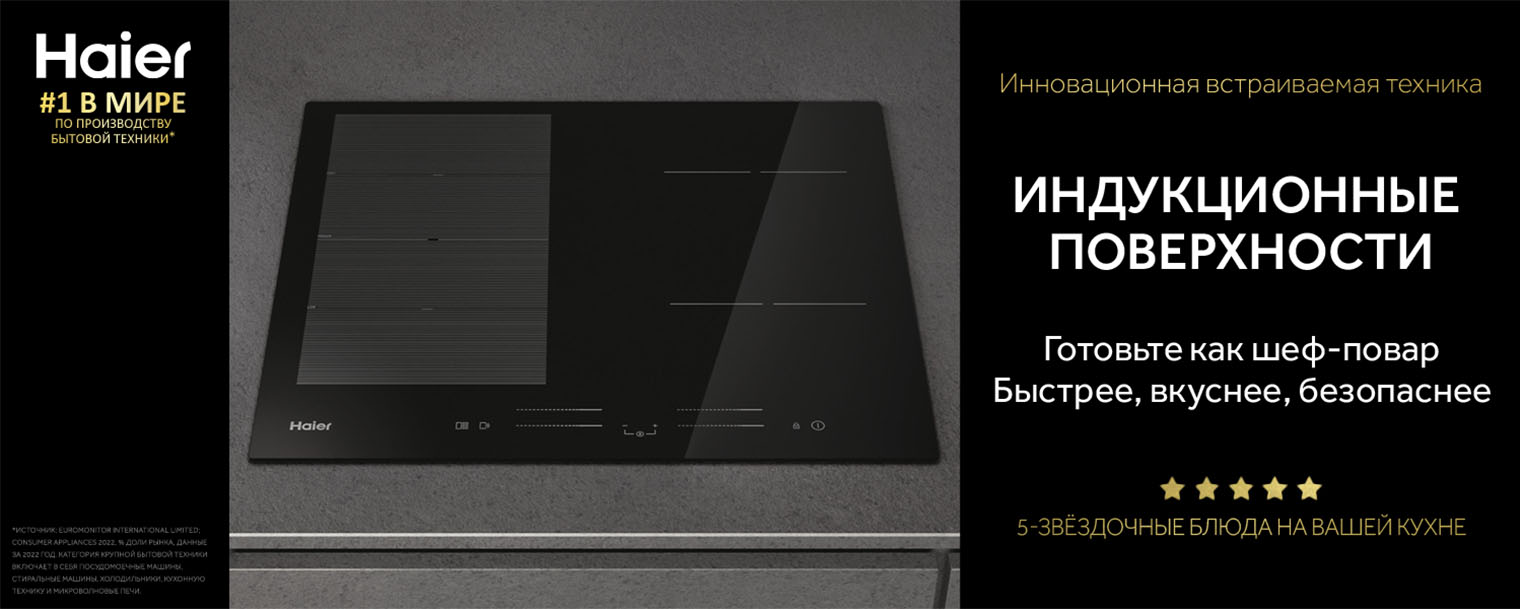 Haier
#1 В МИРЕ
ПО ПРОИЗВОДСТВУ
БЫТОВОЙ ТЕХНИКИ*
*ИСТОЧНИК: EUROMONITOR INTERNATIONAL LIMITED;
CONSUMER APPLIANCES 2022, % ДОЛИ РЫНКА, ДАННЫЕ
ЗА 2022 ГОД. КАТЕГОРИЯ КРУПНОЙ БЫТОВОЙ ТЕХНИКИ
ВКЛЮЧАЕТ В СЕБЯ ПОСУДОМОЕЧНЫЕ МАШИНЫ,
СТИРАЛЬНЫЕ МАШИНЫ, ХОЛОДИЛЬНИКИ, КУХОННУЮ
ТЕХНИКУ И МИКРОВОЛНОВЫЕ ПЕЧИ.
Haier
Инновационная встраиваемая техника
ИНДУКЦИОННЫЕ
ПОВЕРХНОСТИ
Готовьте как шеф-повар
Быстрее, вкуснее, безопаснее
5-ЗВЁЗДОЧНЫЕ БЛЮДА НА ВАШЕЙ КУХНЕ